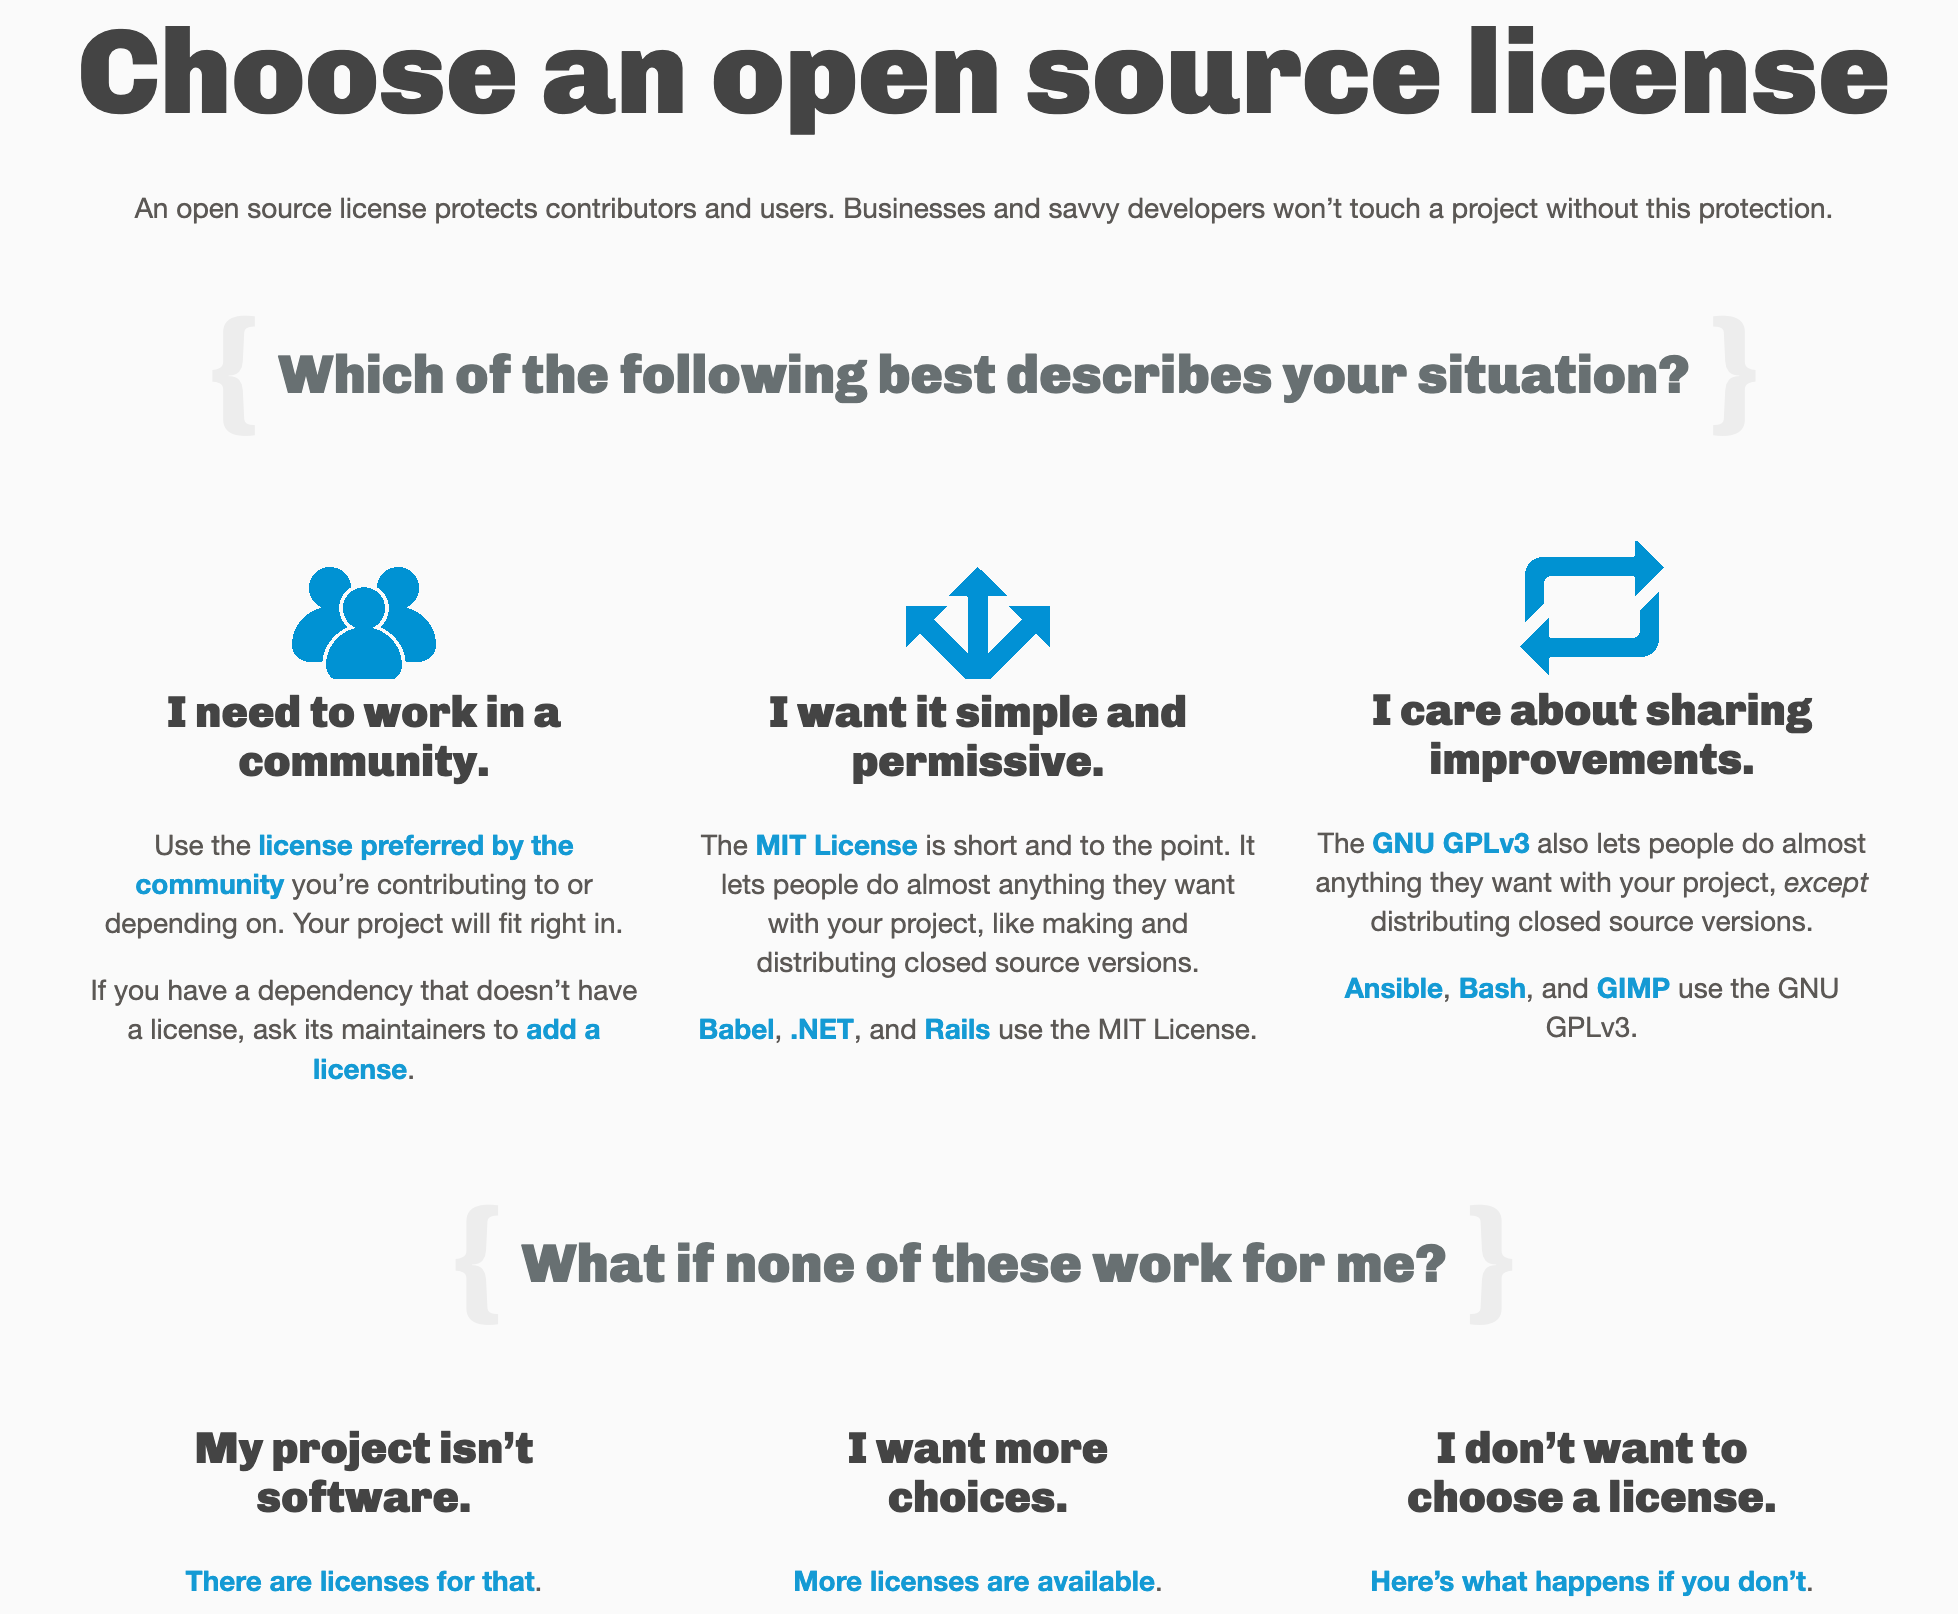 Choose an open source license
An open source license protects contributors and users. Businesses and savvy developers won’t touch a project without this protection.
{ Which of the following best describes your situation? }
I need to work in a
community.
Use the license preferred by the
community you’re contributing to or
depending on. Your project will fit right in.
If you have a dependency that doesn’t have
a license, ask its maintainers to add a
license.
I want it simple and
permissive.
The MIT License is short and to the point. It
lets people do almost anything they want
with your project, like making and
distributing closed source versions.
Babel, .NET, and Rails use the MIT License.
I care about sharing
improvements.
The GNU GPLv3 also lets people do almost
anything they want with your project, except
distributing closed source versions.
Ansible, Bash, and GIMP use the GNU
GPLv3.
{ What if none of these work for me? }
My project isn’t
software.
There are licenses for that.
I want more
choices.
More licenses are available.
I don’t want to
choose a license.
Here’s what happens if you don’t.